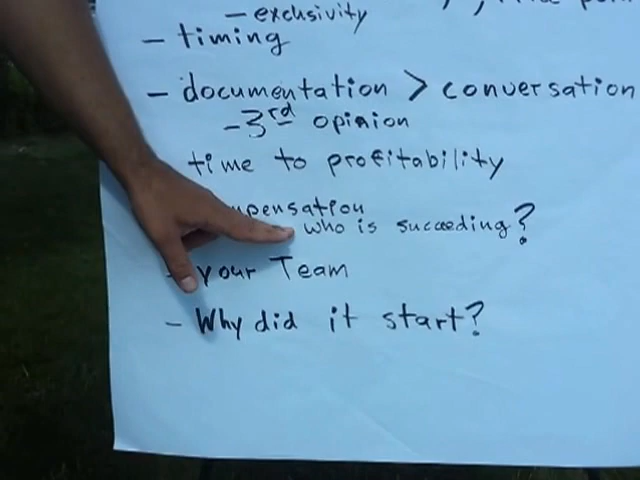 - exclusivity
- timing
- documentation > conversation
- 3rd opinion
time to profitability
who is succeeding?
- your Team
- Why did it start?